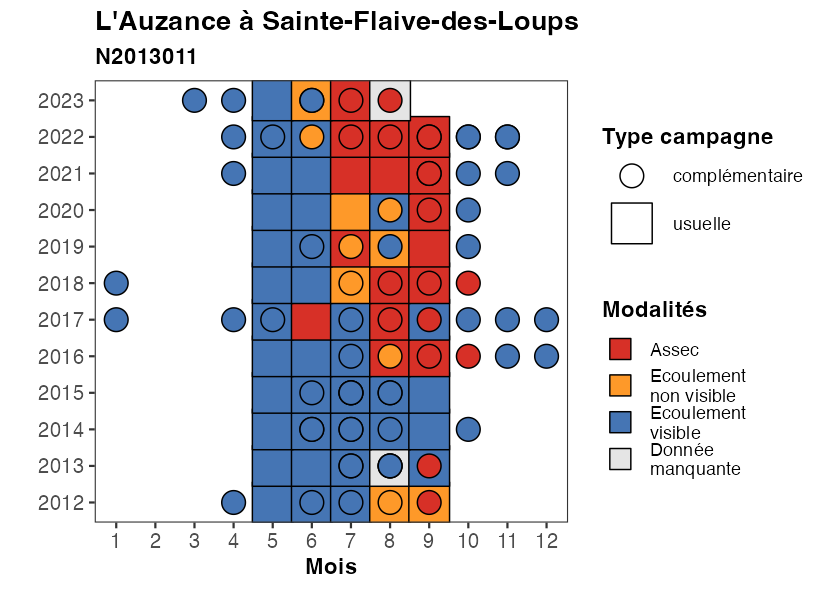 L'Auzance à Sainte-Flaive-des-Loups
N2013011
2023
2022
2021
2020
2019
2018
2017
2016
2015
2014
2013
2012
1 2 3 4 5 6 7 8 9 10 11 12
Mois
Type campagne
complémentaire
usuelle
Modalités
Assec
Ecoulement
non visible
Ecoulement
visible
Donnée
manquante